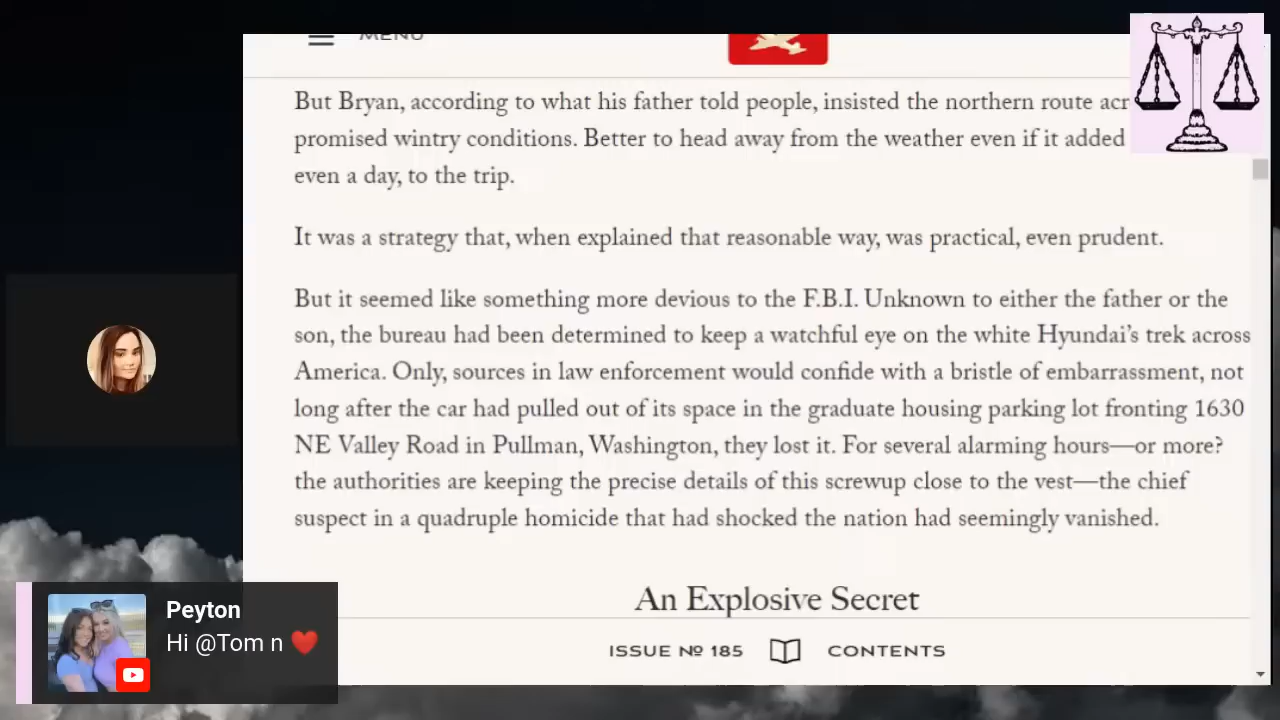 MENU
But Bryan, according to what his father told people, insisted the northern route
promised wintry conditions. Better to head away from the weather even if it added
even a day, to the trip.
It was a strategy that, when explained that reasonable way, was practical, even prudent.
But it seemed like something more devious to the F.B.I. Unknown to either the father or the
son, the bureau had been determined to keep a watchful eye on the white Hyundai’s trek across
America. Only, sources in law enforcement would confide with a bristle of embarrassment, not
long after the car had pulled out of its space in the graduate housing parking lot fronting 1630
NE Valley Road in Pullman, Washington, they lost it. For several alarming hours—or more?
the authorities are keeping the precise details of this screwup close to the vest—the chief
suspect in a quadruple homicide that had shocked the nation had seemingly vanished.
An Explosive Secret
ISSUE Nº 185 CONTENTS
Peyton
Hi @Tom n ❤️